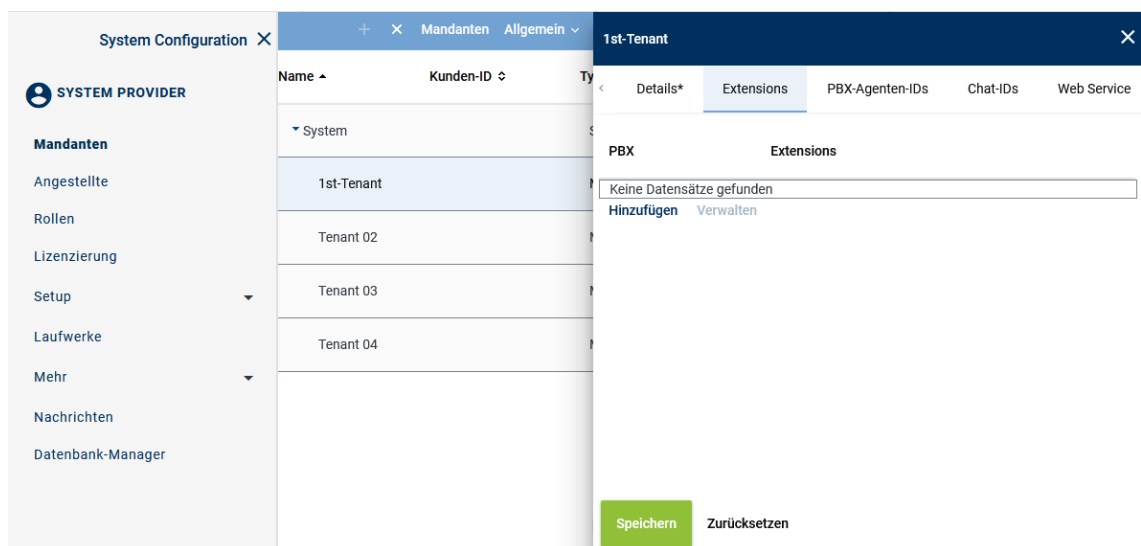 System Configuration
SYSTEM PROVIDER
Mandanten
Angestellte
Rollen
Lizenzierung
Setup
Laufwerke
Mehr
Nachrichten
Datenbank-Manager
Mandanten Allgemein
Name Kunden-ID
System
1st-Tenant
Tenant 02
Tenant 03
Tenant 04
1st-Tenant
Details* Extensions PBX-Agenten-IDs Chat-IDs Web Service
PBX Extensions
Keine Datensätze gefunden
Hinzufügen Verwalten
Speichern Zurücksetzen